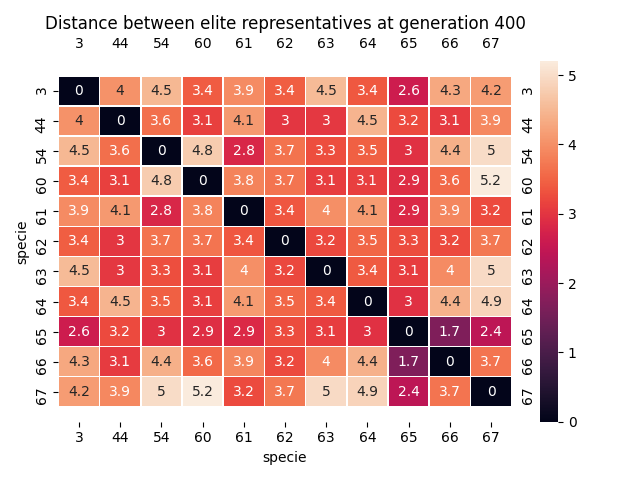 Distance between elite representatives at generation 400
3 44 54 60 61 62 63 64 65 66 67
3 0 4 4.5 3.4 3.9 3.4 4.5 3.4 2.6 4.3 4.2 3
44 4 0 3.6 3.1 4.1 3 3 4.5 3.2 3.1 3.9 44
54 4.5 3.6 0 4.8 2.8 3.7 3.3 3.5 3 4.4 5 54
60 3.4 3.1 4.8 0 3.8 3.7 3.1 3.1 2.9 3.6 5.2 60
61 3.9 4.1 2.8 3.8 0 3.4 4 4.1 2.9 3.9 3.2 61
62 3.4 3 3.7 3.7 3.4 0 3.2 3.5 3.3 3.2 3.7 62
63 4.5 3 3.3 3.1 4 3.2 0 3.4 3.1 4 5 63
64 3.4 4.5 3.5 3.1 4.1 3.5 3.4 0 3 4.4 4.9 64
65 2.6 3.2 3 2.9 2.9 3.3 3.1 3 0 1.7 2.4 65
66 4.3 3.1 4.4 3.6 3.9 3.2 4 4.4 1.7 0 3.7 66
67 4.2 3.9 5 5.2 3.2 3.7 5 4.9 2.4 3.7 0 67
3 44 54 60 61 62 63 64 65 66 67
specie
specie
5
4
3
2
1
0